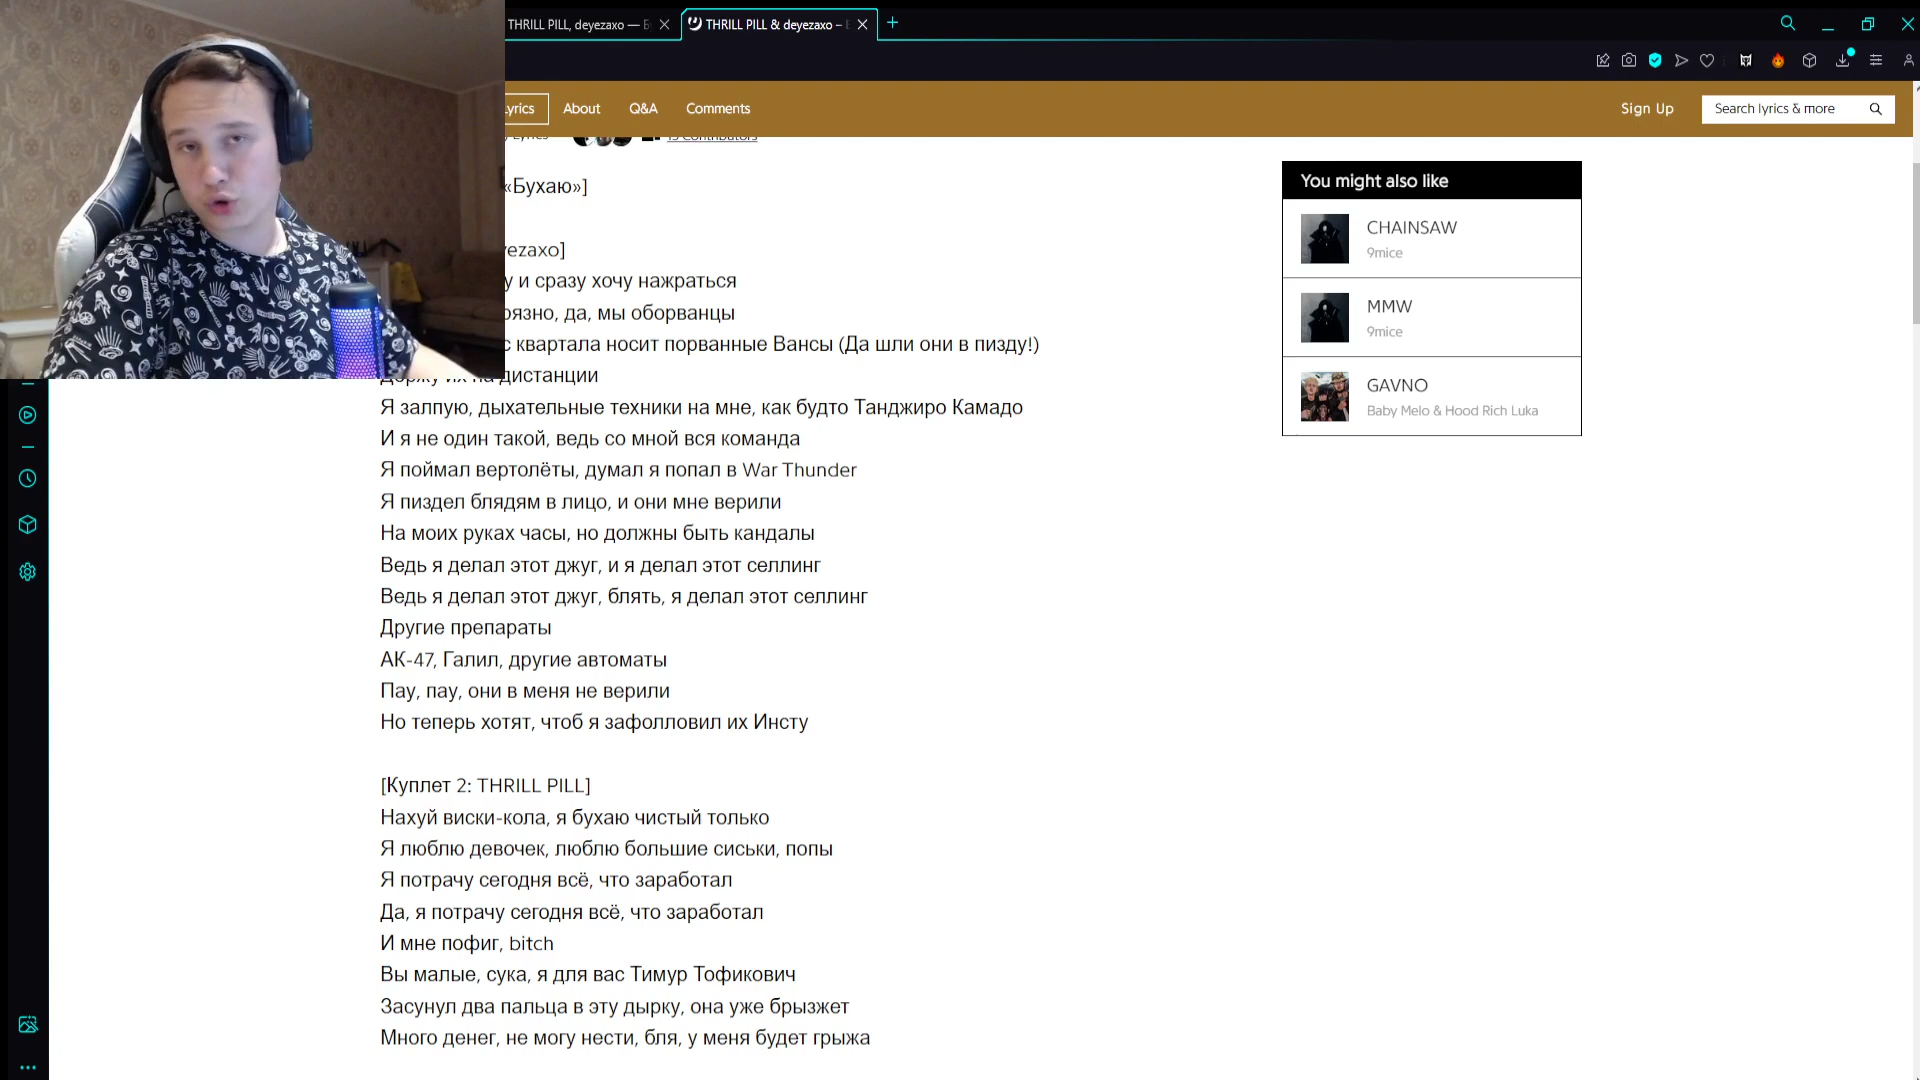 THRILL PILL, deyezaxo —
THRILL PILL & deyezaxo –
About
Q&A
Comments
Sign Up
Search lyrics & more
Contributors
«Бухаю»]
You might also like
CHAINSAW
9mice
MMW
9mice
GAVNO
Baby Melo & Hood Rich Luka
у и сразу хочу нажраться
да, мы оборванцы
с квартала носит порванные Вансы (Да шли они в пизду!)
Держу их на дистанции
Я залпую, дыхательные техники на мне, как будто Танджиро Камадо
И я не один такой, ведь со мной вся команда
Я поймал вертолёты, думал я попал в War Thunder
Я пиздел блядям в лицо, и они мне верили
На моих руках часы, но должны быть кандалы
Ведь я делал этот джуг, и я делал этот селлинг
Ведь я делал этот джуг, блять, я делал этот селлинг
Другие препараты
АК-47, Галил, другие автоматы
Пау, пау, они в меня не верили
Но теперь хотят, чтоб я зафолловил их Инсту
[Куплет 2: THRILL PILL]
Нахуй виски-кола, я бухаю чистый только
Я люблю девочек, люблю большие сиськи, попы
Я потрачу сегодня всё, что заработал
Да, я потрачу сегодня всё, что заработал
И мне пофиг, bitch
Вы малые, сука, я для вас Тимур Тофикович
Засунул два пальца в эту дырку, она уже брызжет
Много денег, не могу нести, бля, у меня будет грыжа